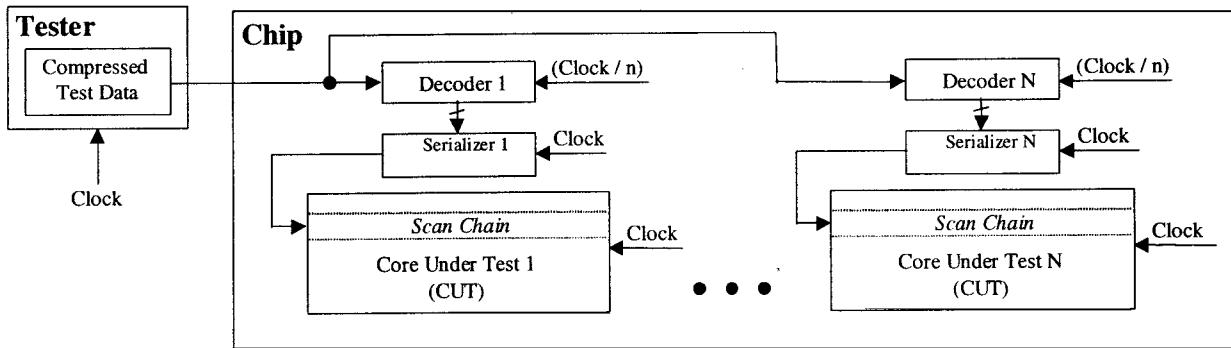 Tester
Compressed
Test Data
Clock
Chip
Decoder 1
(Clock / n)
Serializer 1
Clock
Scan Chain
Clock
Core Under Test 1
(CUT)
Decoder N
(Clock / n)
Serializer N
Clock
Scan Chain
Clock
Core Under Test N
(CUT)